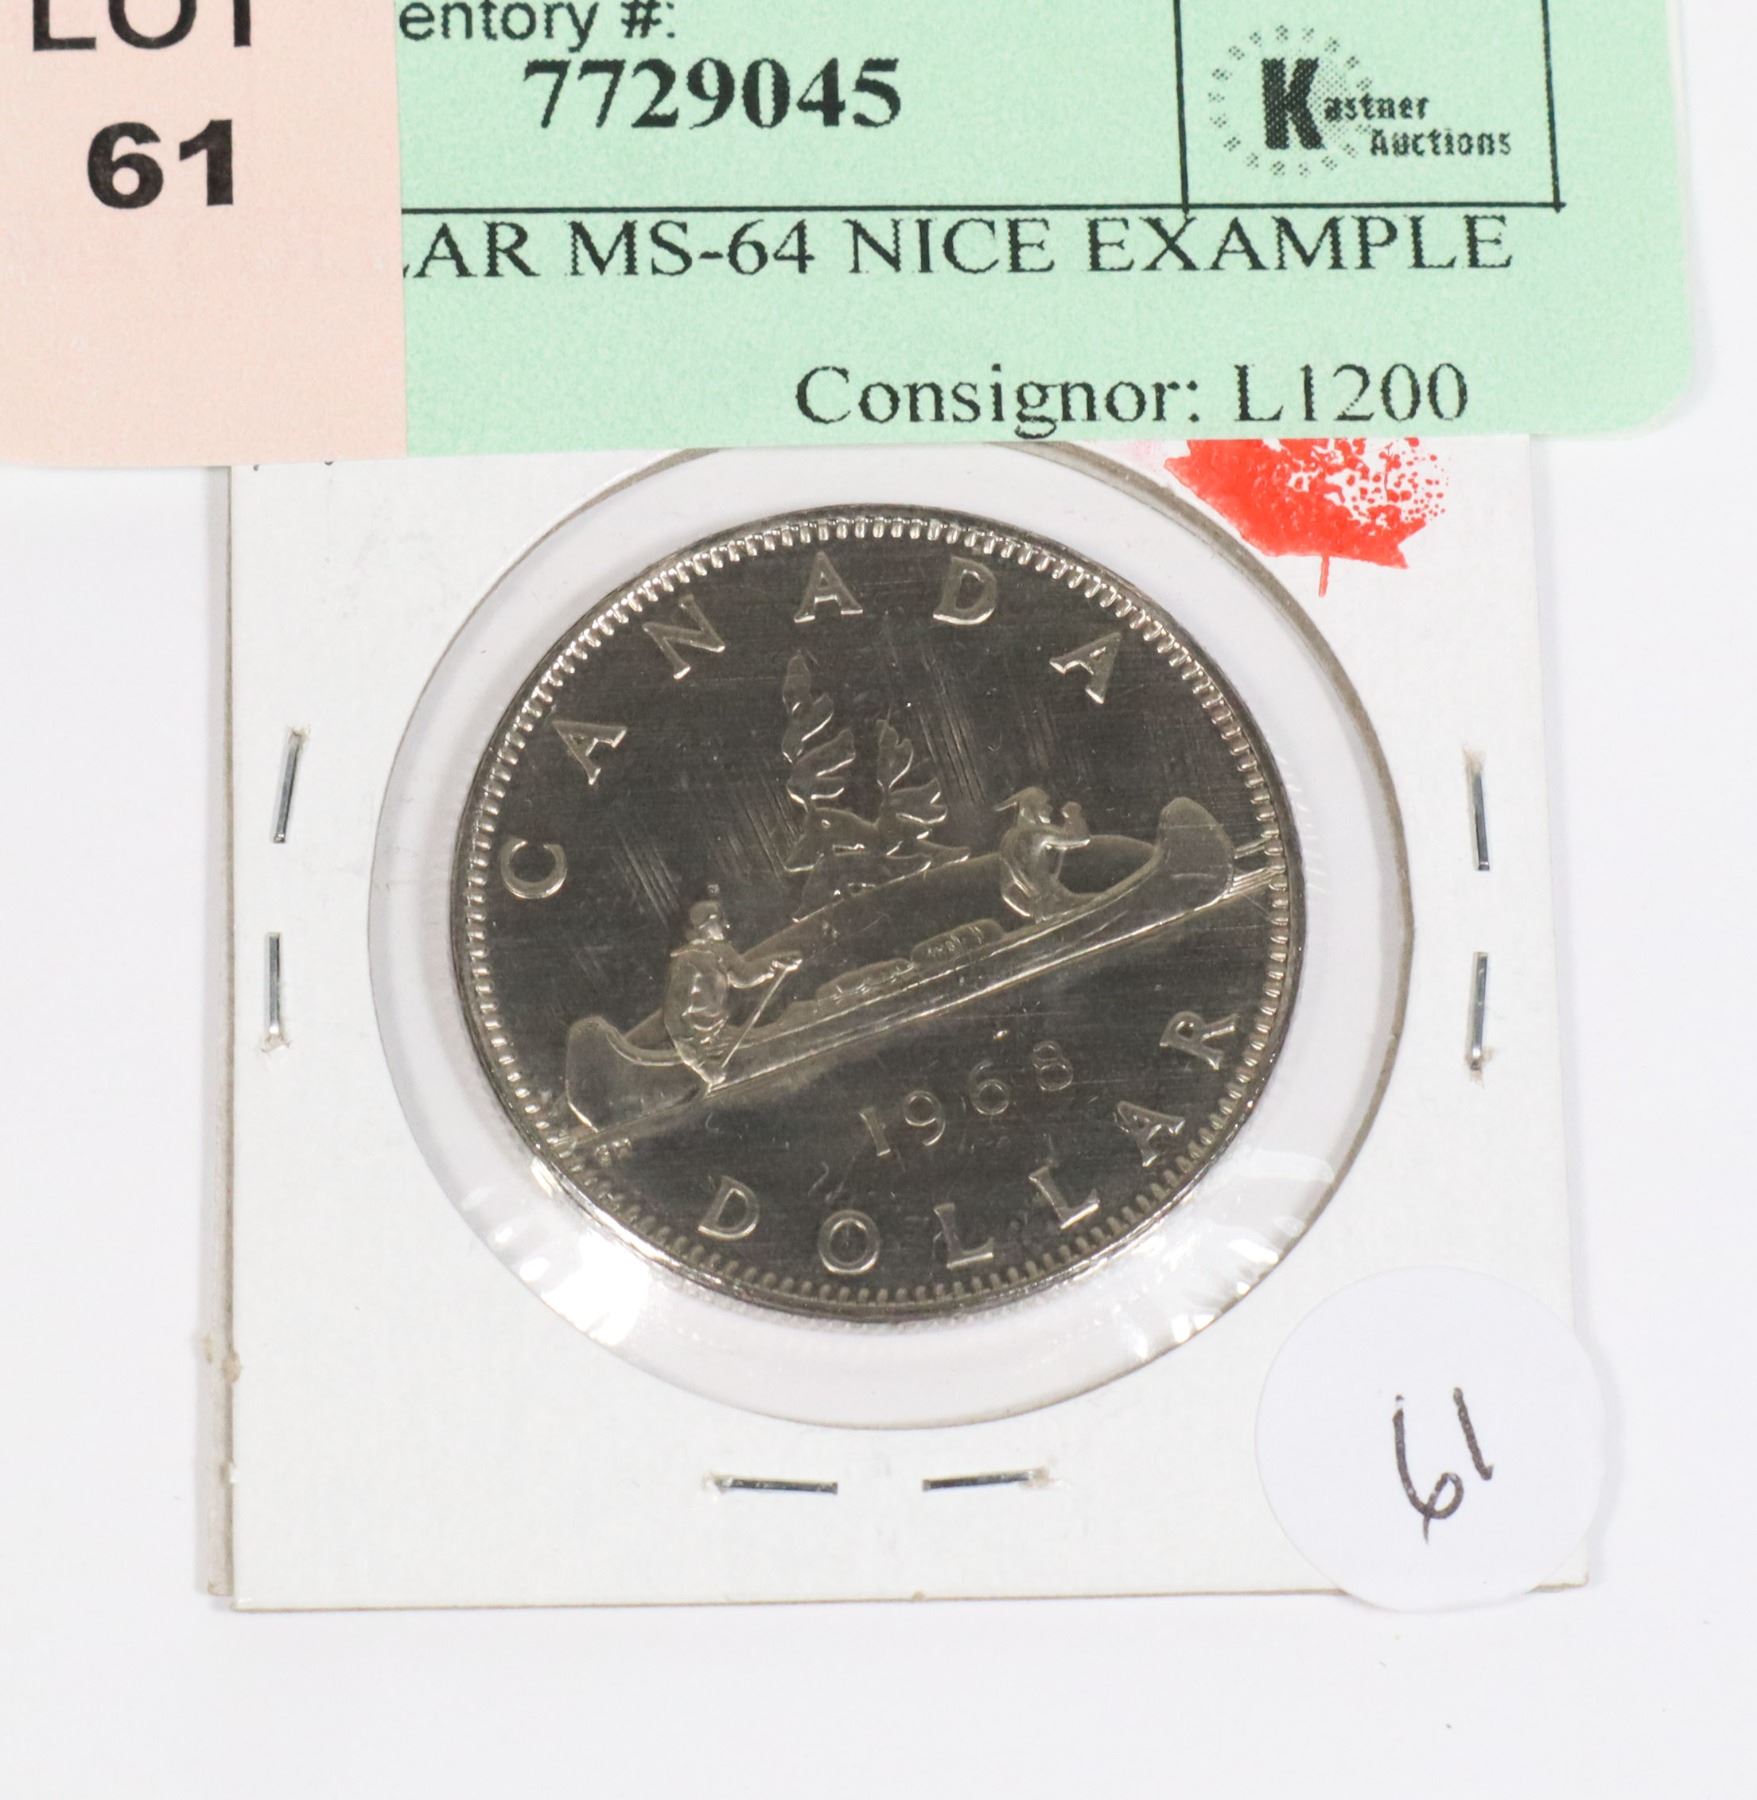 LOT
61
entory #:
7729045
Kastner
Auctions
LAR MS-64 NICE EXAMPLE
Consignor: L1200
CANADA
1968
DOLLAR
61